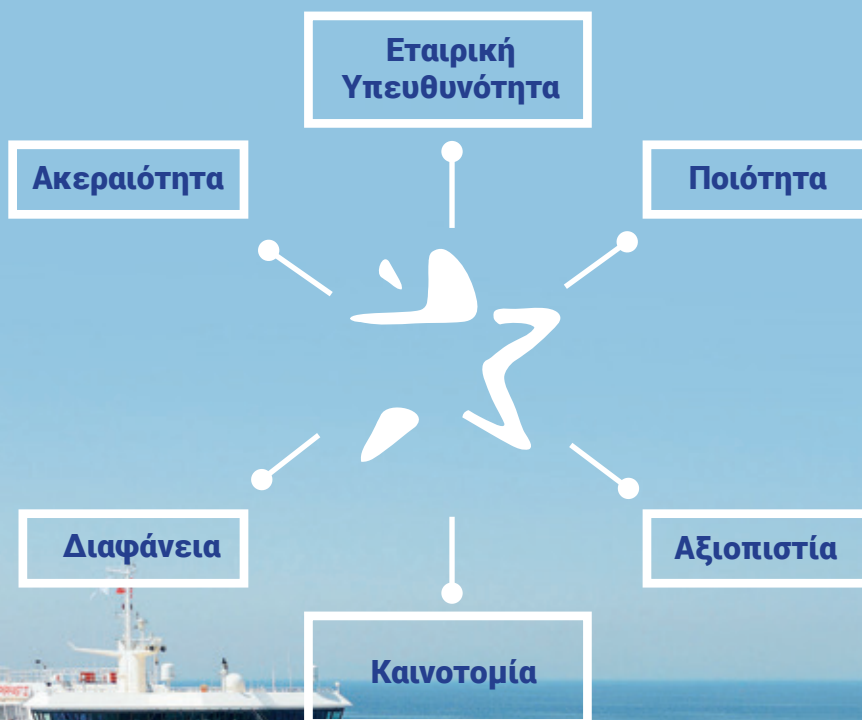 Εταιρική
Υπευθυνότητα
Ακεραιότητα
Ποιότητα
Διαφάνεια
Αξιοπιστία
Καινοτομία